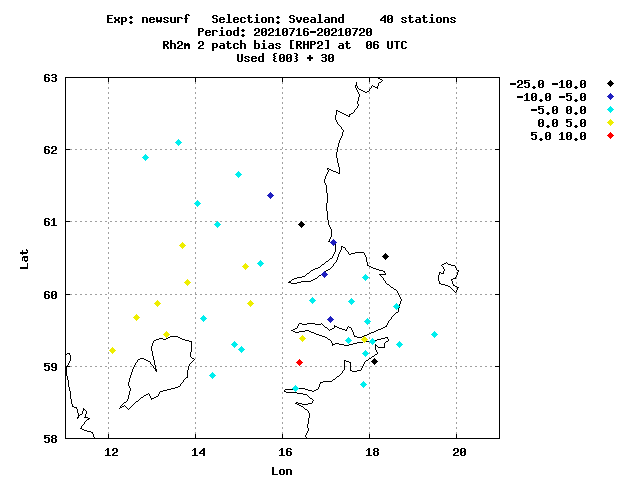 Exp: newsurf Selection: Svealand 40 stations
Period: 20210716-20210720
Rh2m 2 patch bias [RHP2] at 06 UTC
Used {00} + 30
63
62
61
60
59
58
Lat
12 14 16 18 20
Lon
-25.0 -10.0
-10.0 -5.0
-5.0 0.0
0.0 5.0
5.0 10.0